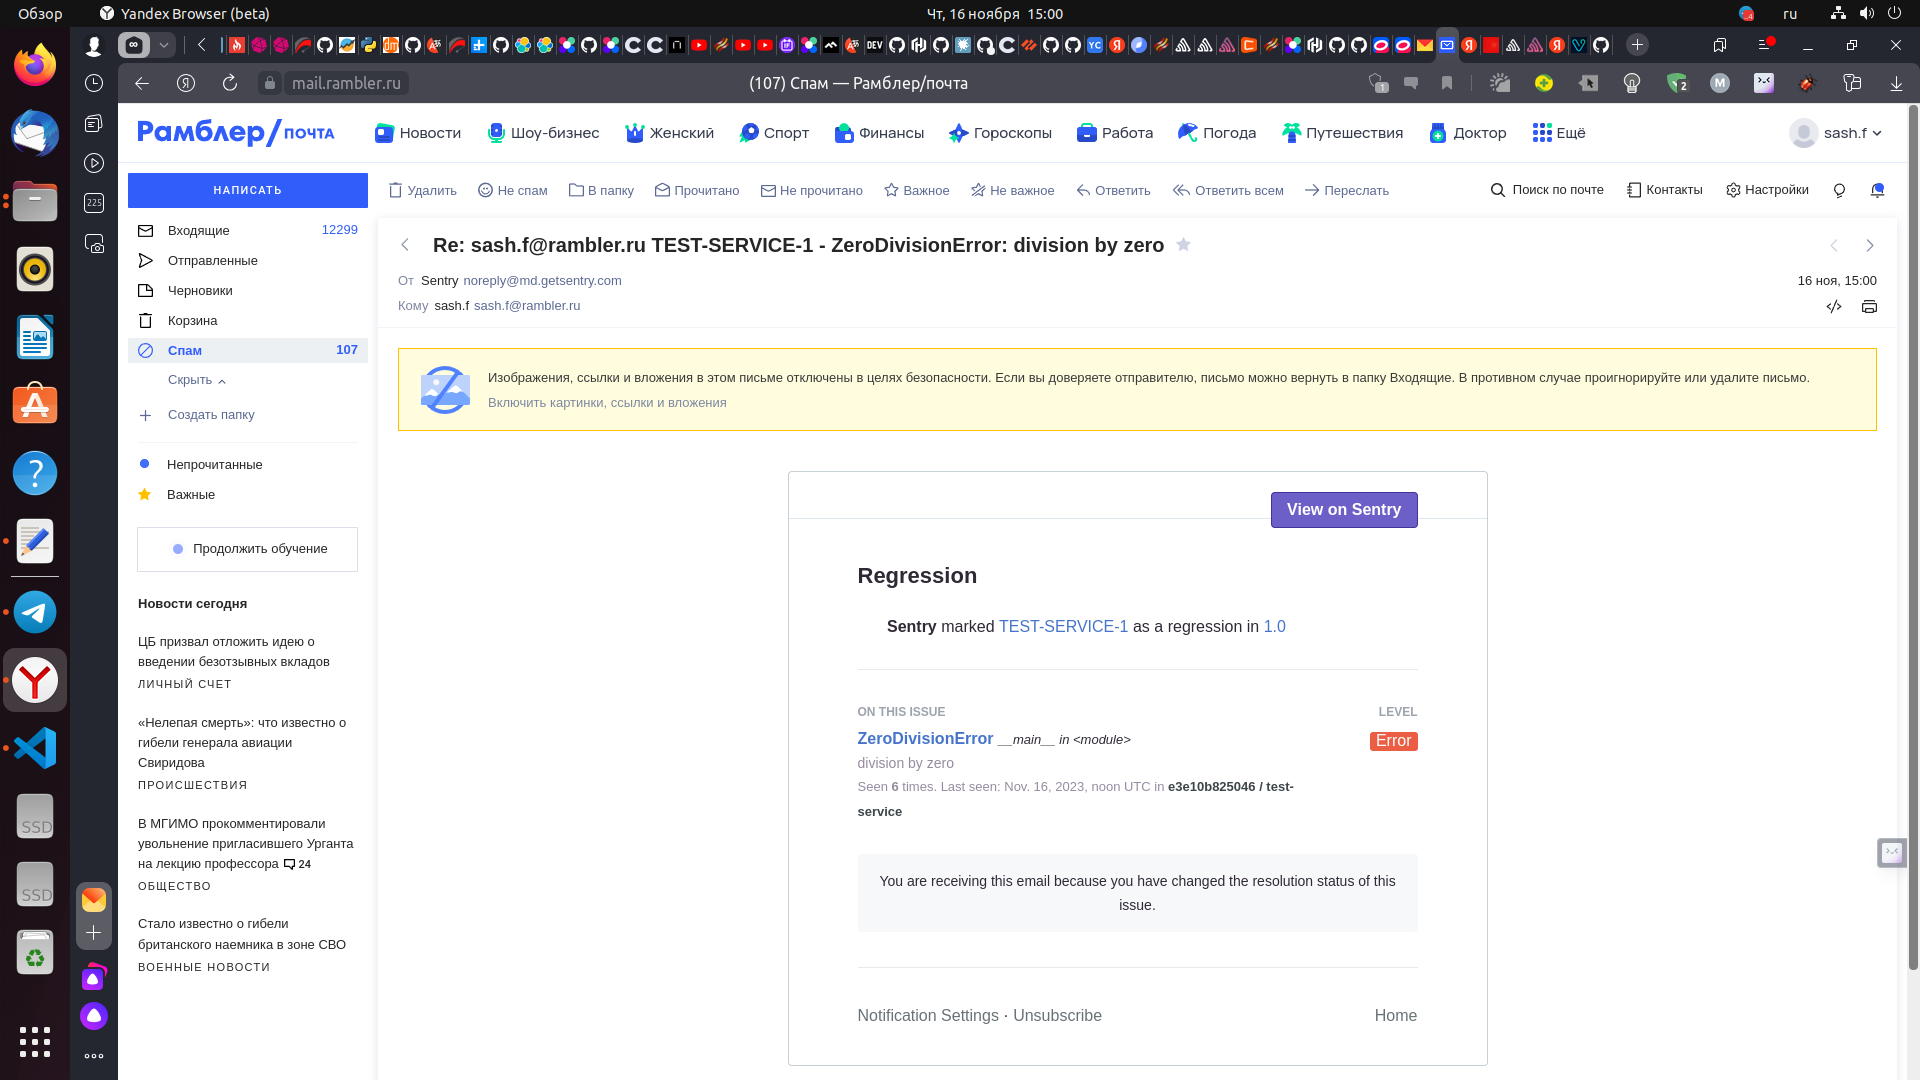 Обзор
Yandex Browser (beta)
Чт, 16 ноября 15:00
ru
mail.rambler.ru
(107) Спам — Рамблер/почта
1
2
M
225
Рамблер/почта
Новости
Шоу-бизнес
Женский
Спорт
Финансы
Гороскопы
Работа
Погода
Путешествия
Доктор
Ещё
sash.f
НАПИСАТЬ
Удалить
Не спам
В папку
Прочитано
Не прочитано
Важное
Не важное
Ответить
Ответить всем
Переслать
Поиск по почте
Контакты
Настройки
Входящие 12299
Отправленные
Черновики
Корзина
Спам 107
Скрыть
Создать папку
Непрочитанные
Важные
Продолжить обучение
Новости сегодня
ЦБ призвал отложить идею о
введении безотзывных вкладов
ЛИЧНЫЙ СЧЕТ
«Нелепая смерть»: что известно о
гибели генерала авиации
Свиридова
ПРОИСШЕСТВИЯ
В МГИМО прокомментировали
увольнение пригласившего Урганта
на лекцию профессора 24
ОБЩЕСТВО
Стало известно о гибели
британского наемника в зоне СВО
ВОЕННЫЕ НОВОСТИ
Re: sash.f@rambler.ru TEST-SERVICE-1 - ZeroDivisionError: division by zero
От Sentry noreply@md.getsentry.com
16 ноя, 15:00
Кому sash.f sash.f@rambler.ru
Изображения, ссылки и вложения в этом письме отключены в целях безопасности. Если вы доверяете отправителю, письмо можно вернуть в папку Входящие. В противном случае проигнорируйте или удалите письмо.
Включить картинки, ссылки и вложения
View on Sentry
Regression
Sentry marked TEST-SERVICE-1 as a regression in 1.0
ON THIS ISSUE
LEVEL
ZeroDivisionError __main__ in <module>
Error
division by zero
Seen 6 times. Last seen: Nov. 16, 2023, noon UTC in e3e10b825046 / test-
service
You are receiving this email because you have changed the resolution status of this
issue.
Notification Settings · Unsubscribe
Home
SSD
SSD